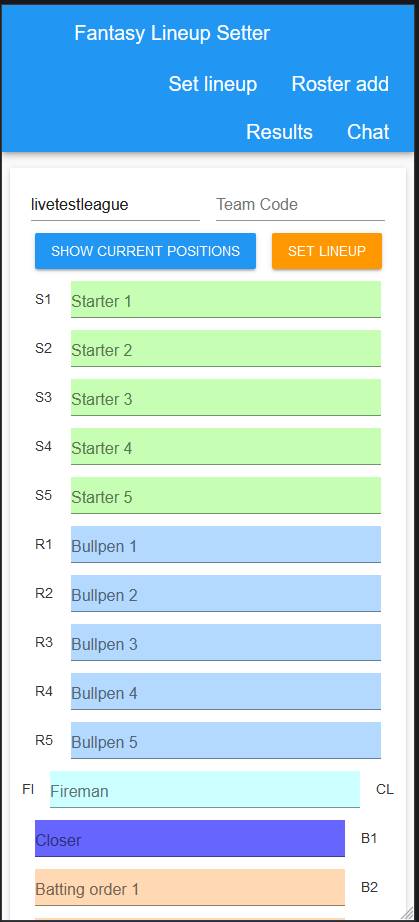 Fantasy Lineup Setter
Set lineup Roster add
Results Chat
livetestleague Team Code
SHOW CURRENT POSITIONS SET LINEUP
S1 Starter 1
S2 Starter 2
S3 Starter 3
S4 Starter 4
S5 Starter 5
R1 Bullpen 1
R2 Bullpen 2
R3 Bullpen 3
R4 Bullpen 4
R5 Bullpen 5
FI Fireman CL
Closer B1
Batting order 1 B2